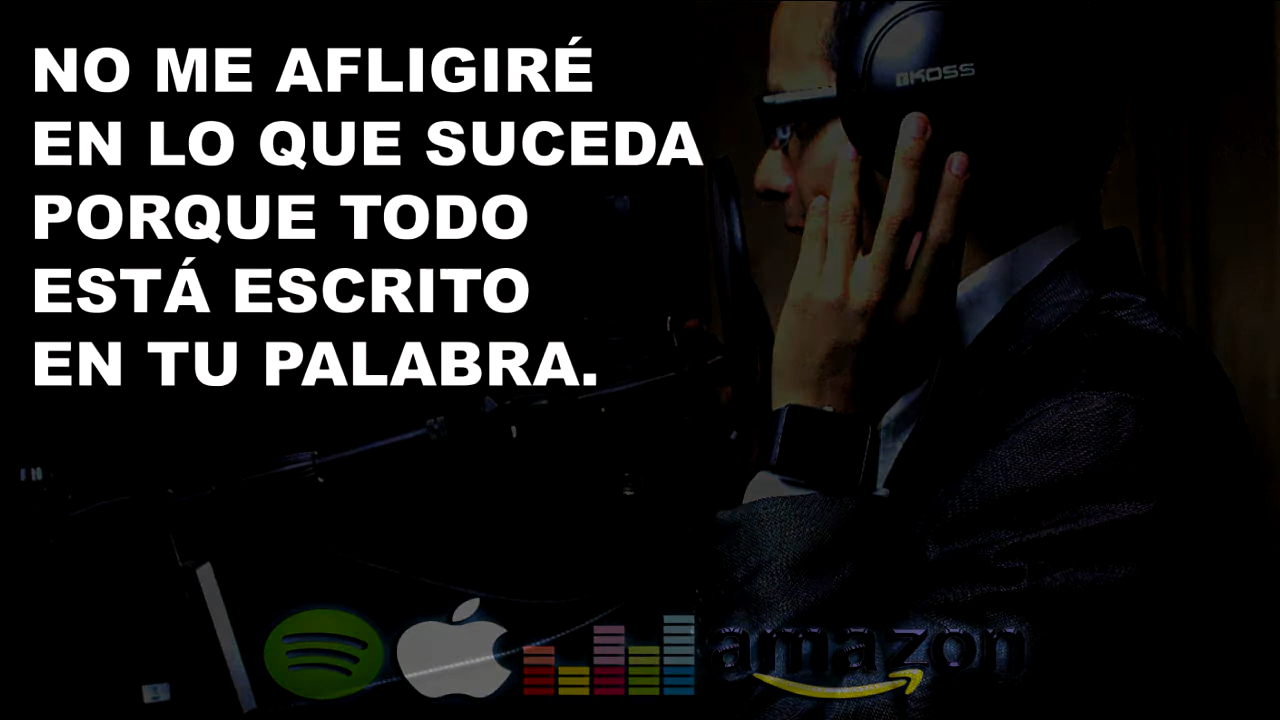 NO ME AFLIGIRÉ
EN LO QUE SUCEDA
PORQUE TODO
ESTÁ ESCRITO
EN TU PALABRA.
KOSS
amazon